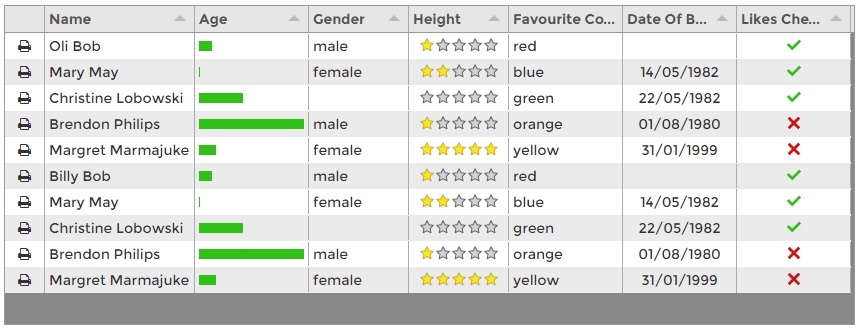 Name Age Gender Height Favourite Co... Date Of B... Likes Che...
Oli Bob male red
Mary May female blue 14/05/1982
Christine Lobowski green 22/05/1982
Brendon Philips male orange 01/08/1980
Margret Marmajuke female yellow 31/01/1999
Billy Bob male red
Mary May female blue 14/05/1982
Christine Lobowski green 22/05/1982
Brendon Philips male orange 01/08/1980
Margret Marmajuke female yellow 31/01/1999